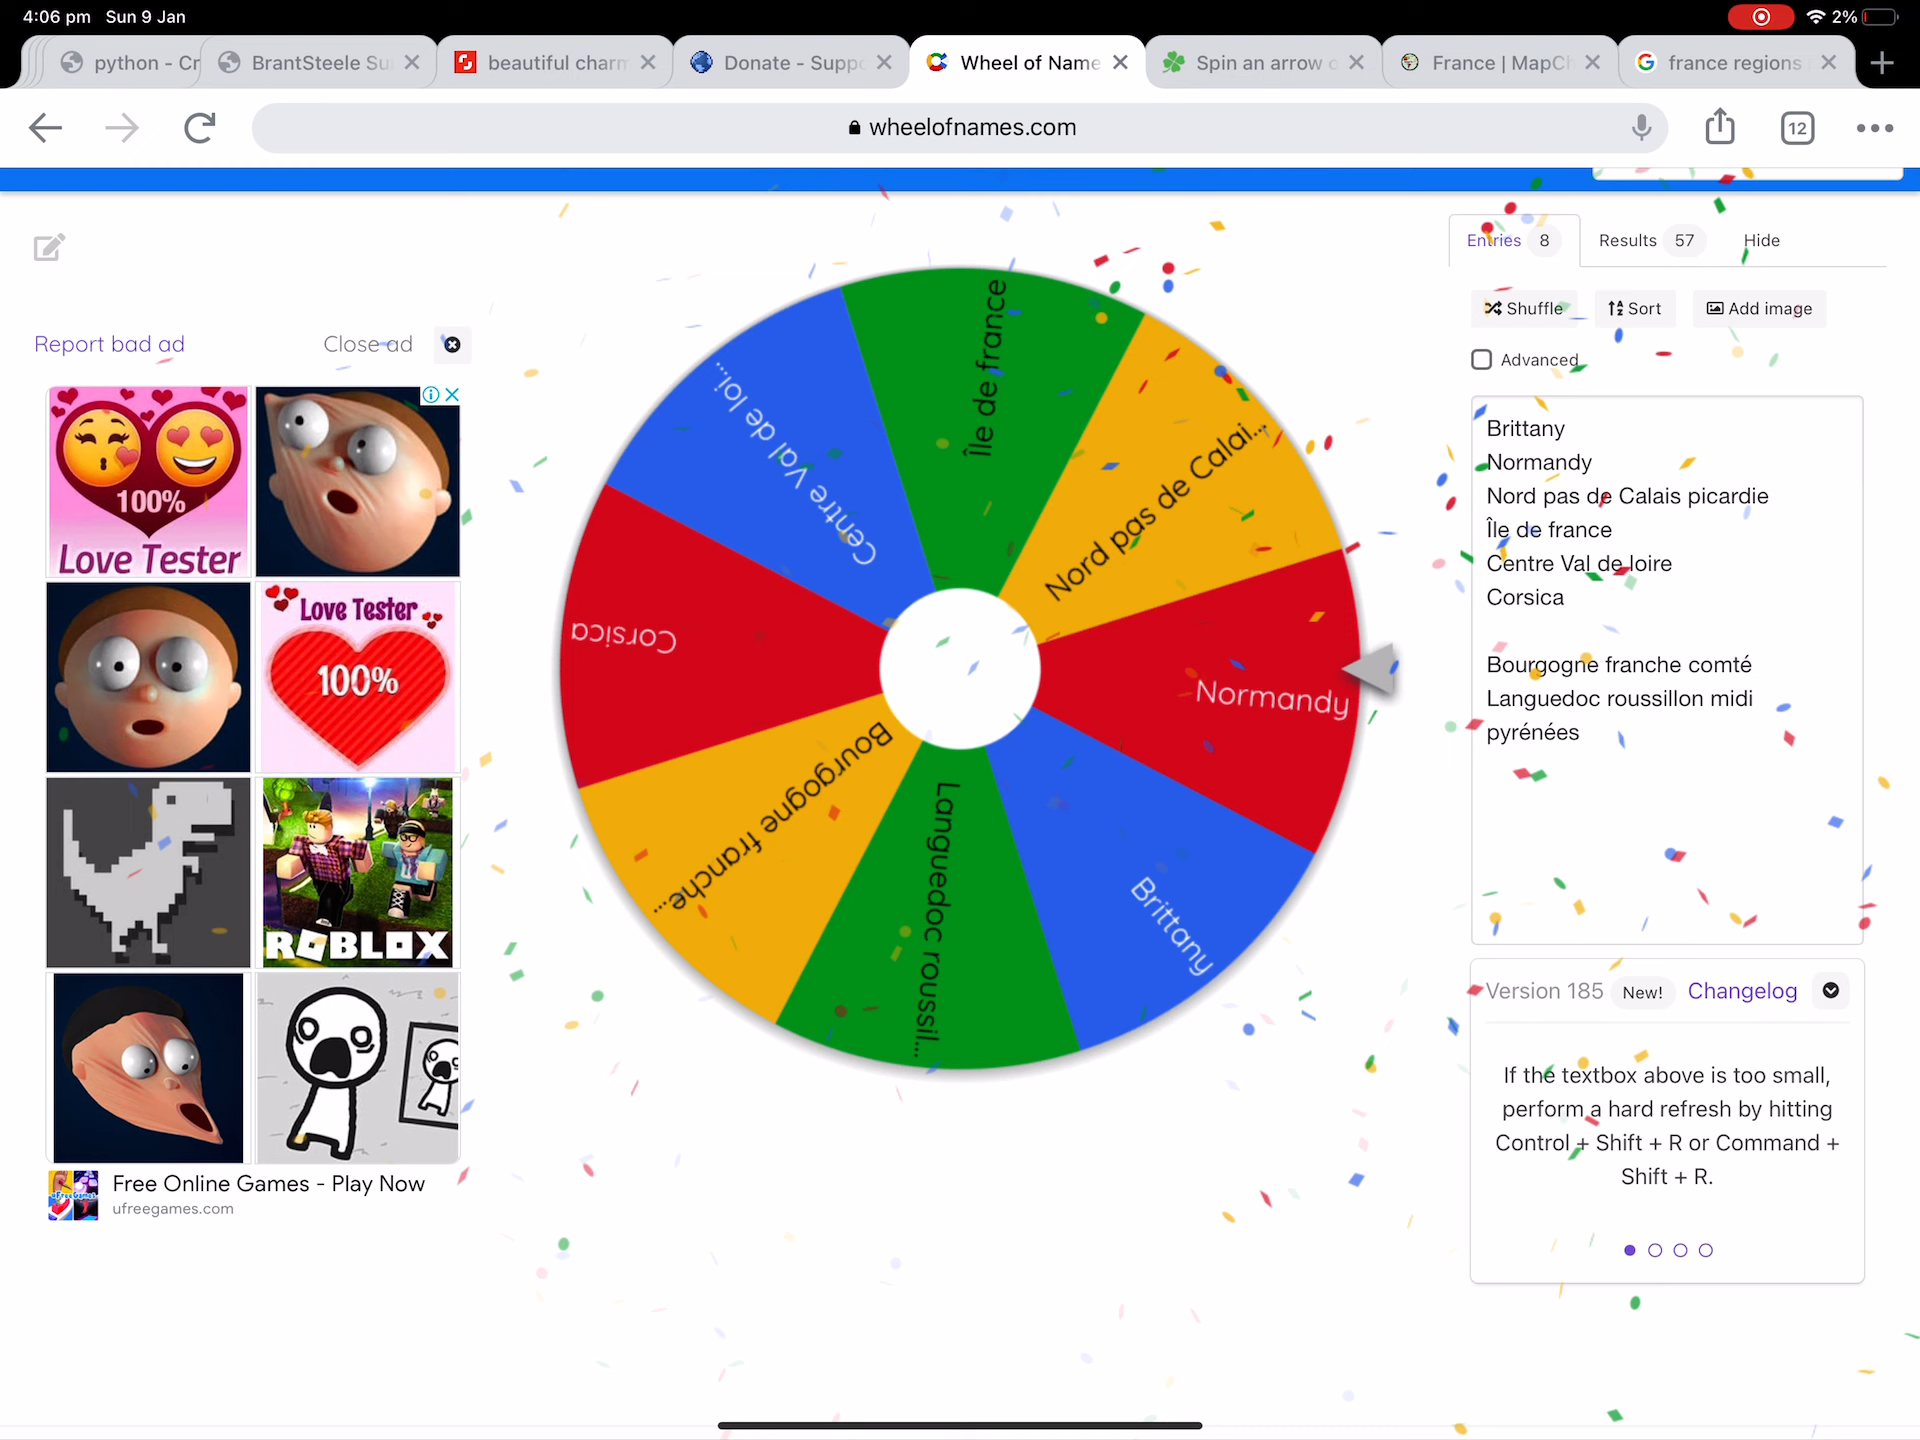 4:06 pm Sun 9 Jan
2%
python - Cr
BrantSteele Su
beautiful charm
Donate - Suppo
Wheel of Name
Spin an arrow o
France | MapCh
france regions
wheelofnames.com
12
Entries 8
Results 57
Hide
Shuffle
Sort
Add image
Advanced
Report bad ad
Close ad
100%
Love Tester
Love Tester
100%
ROBLOX
Free Online Games - Play Now
ufreegames.com
Île de france
Nord pas de Calai...
Normandy
Brittany
Languedoc roussil...
Bourgogne franche...
Corsica
Centre Val de loi...
Brittany
Normandy
Nord pas de Calais picardie
Île de france
Centre Val de loire
Corsica
Bourgogne franche comté
Languedoc roussillon midi
pyrénées
Version 185 New! Changelog
If the textbox above is too small,
perform a hard refresh by hitting
Control + Shift + R or Command +
Shift + R.